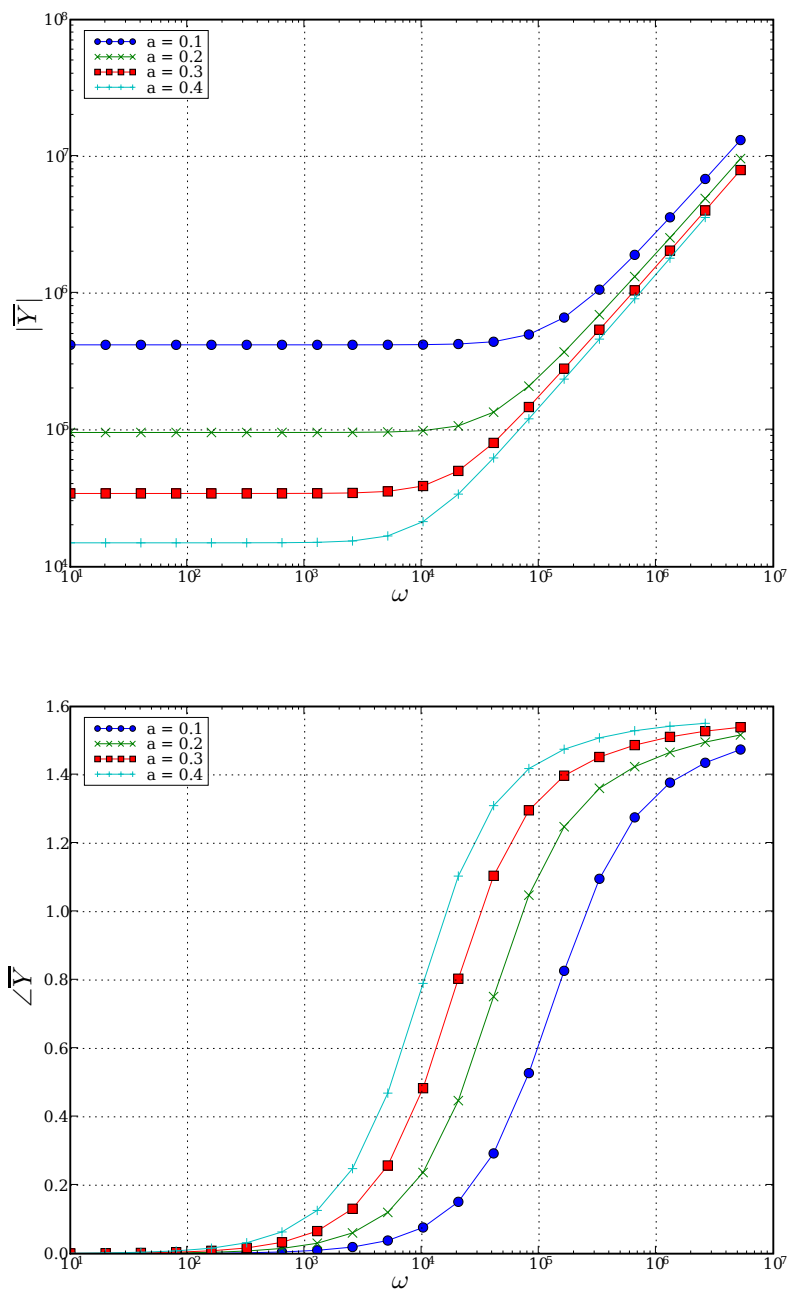 10^8
a = 0.1
a = 0.2
a = 0.3
a = 0.4
10^7
|\overline{Y}|
10^6
10^5
10^4
10^1 10^2 10^3 10^4 10^5 10^6 10^7
ω
1.6
a = 0.1
a = 0.2
a = 0.3
a = 0.4
1.4
1.2
1.0
0.8
∠\overline{Y}
0.6
0.4
0.2
0.0
10^1 10^2 10^3 10^4 10^5 10^6 10^7
ω